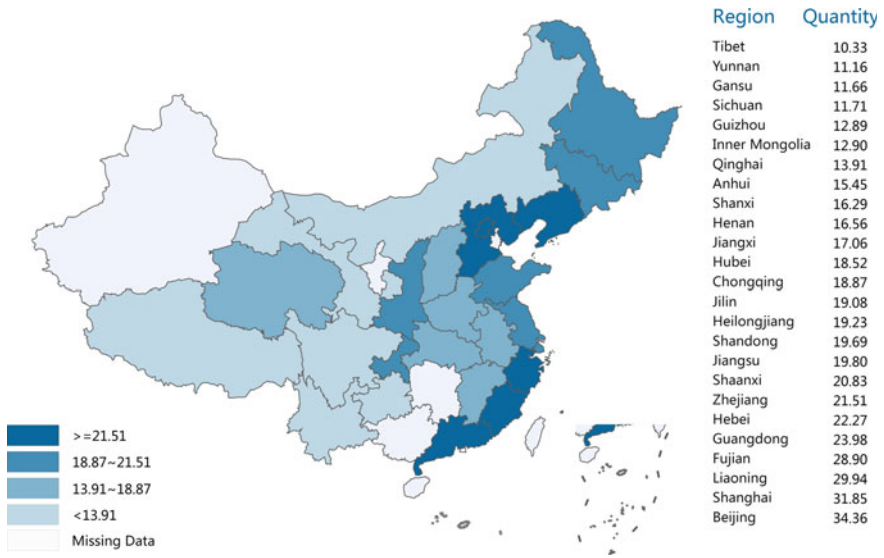 Region Quantity
Tibet 10.33
Yunnan 11.16
Gansu 11.66
Sichuan 11.71
Guizhou 12.89
Inner Mongolia 12.90
Qinghai 13.91
Anhui 15.45
Shanxi 16.29
Henan 16.56
Jiangxi 17.06
Hubei 18.52
Chongqing 18.87
Jilin 19.08
Heilongjiang 19.23
Shandong 19.69
Jiangsu 19.80
Shaanxi 20.83
Zhejiang 21.51
Hebei 22.27
Guangdong 23.98
Fujian 28.90
Liaoning 29.94
Shanghai 31.85
Beijing 34.36
>=21.51
18.87~21.51
13.91~18.87
<13.91
Missing Data